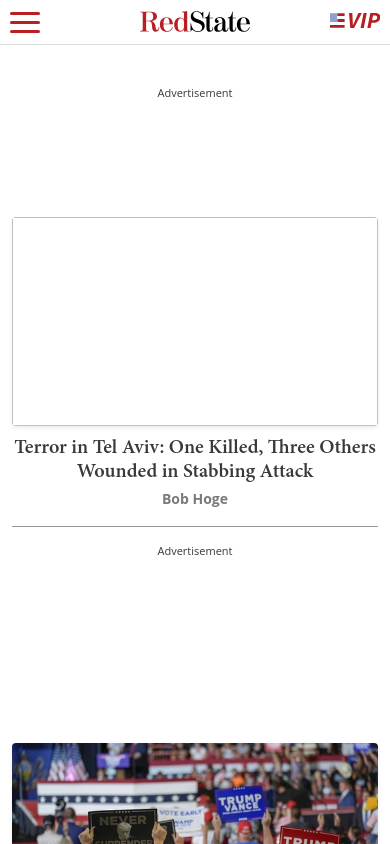 RedState
VIP
Advertisement
Terror in Tel Aviv: One Killed, Three Others
Wounded in Stabbing Attack
Bob Hoge
Advertisement
TRUMP
VANCE
VOTE EARLY
NEVER
SURRENDER
TRUMP